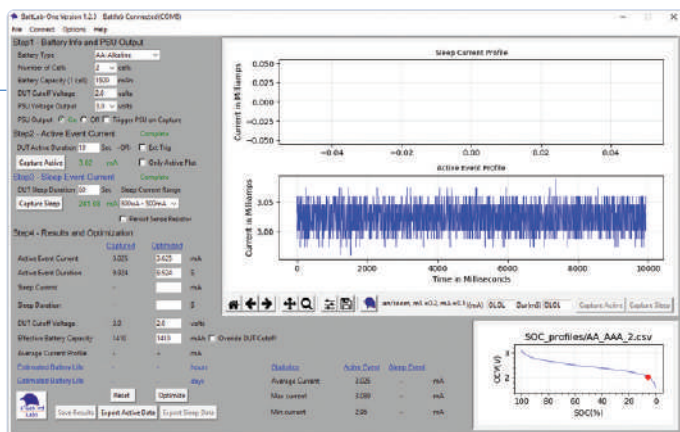 BattLab-One Version 1.2.3 Battlab Connected(COM8)
File Connect Options Help
Step1 - Battery Info and PSU Output
Battery Type AA Alkaline
Number of Cells 2 cells
Battery Capacity (1 cell) mAh
DUT Cutoff Voltage 2.0 volts
PSU Voltage Output 3.0 volts
PSU Output On Off Trigger PSU on Capture
Step2 - Active Event Current Complete
DUT Active Duration 10 Sec -OR- Ext Trig
Capture Active mA Only Active Plot
Step3 - Sleep Event Current Complete
DUT Sleep Duration 60 Sec Sleep Current Range
Capture Sleep mA 500mA
Persist Sense Resistor
Step4 - Results and Optimization
Captured Optimized
Active Event Current 3.025 3.025 mA
Active Event Duration 9.924 9.924 S
Sleep Current - mA
Sleep Duration - S
DUT Cutoff Voltage 2.0 volts
Effective Battery Capacity 1410 1410 mAh Override DUT Cutoff
Average Current Profile - - mA
Estimated Battery Life - - hours
Estimated Battery Life - - days
Reset Optimize
Save Results Export Active Data Export Sleep Data
Sleep Current Profile
Current in Milliamps
0.050
0.025
0.000
−0.025
−0.050
−0.04 −0.02 0.00 0.02 0.04
Active Event Profile
Current in Milliamps
3.05
3.00
0 2000 4000 6000 8000 10000
Time in Milliseconds
Capture Active Capture Sleep
Statistics Active Event Sleep Event
Average Current 3.025 - mA
Max current - mA
Min current - mA
SOC_profiles/AA_AAA_2.csv
CCV(V)
3
2
100 80 60 40 20 0
SOC(%)